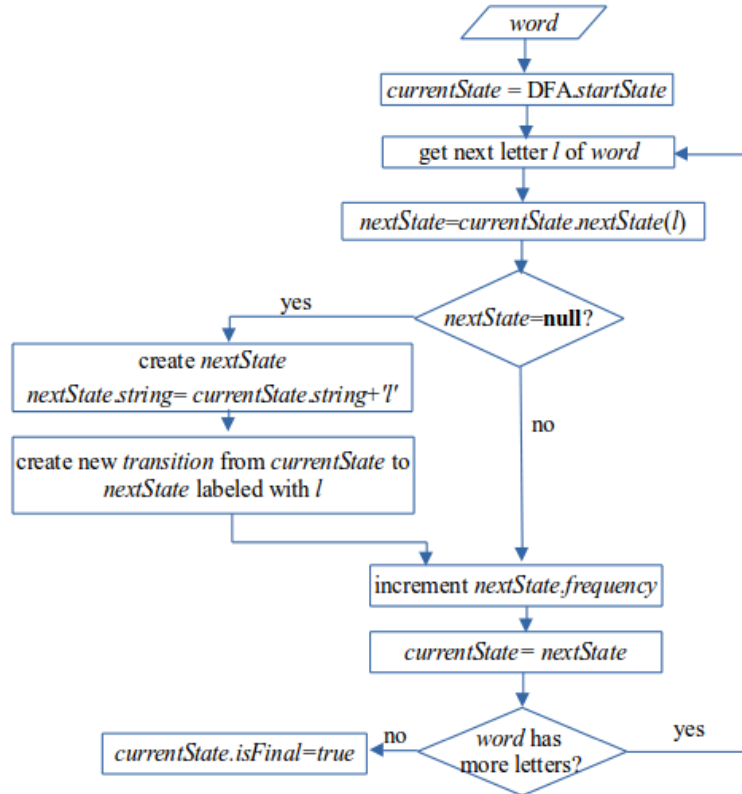 word
currentState = DFA.startState
get next letter l of word
nextState=currentState.nextState(l)
nextState=null?
yes
create nextState
nextState.string= currentState.string+'l'
create new transition from currentState to
nextState labeled with l
no
increment nextState.frequency
currentState= nextState
word has
more letters?
yes
no
currentState.isFinal=true